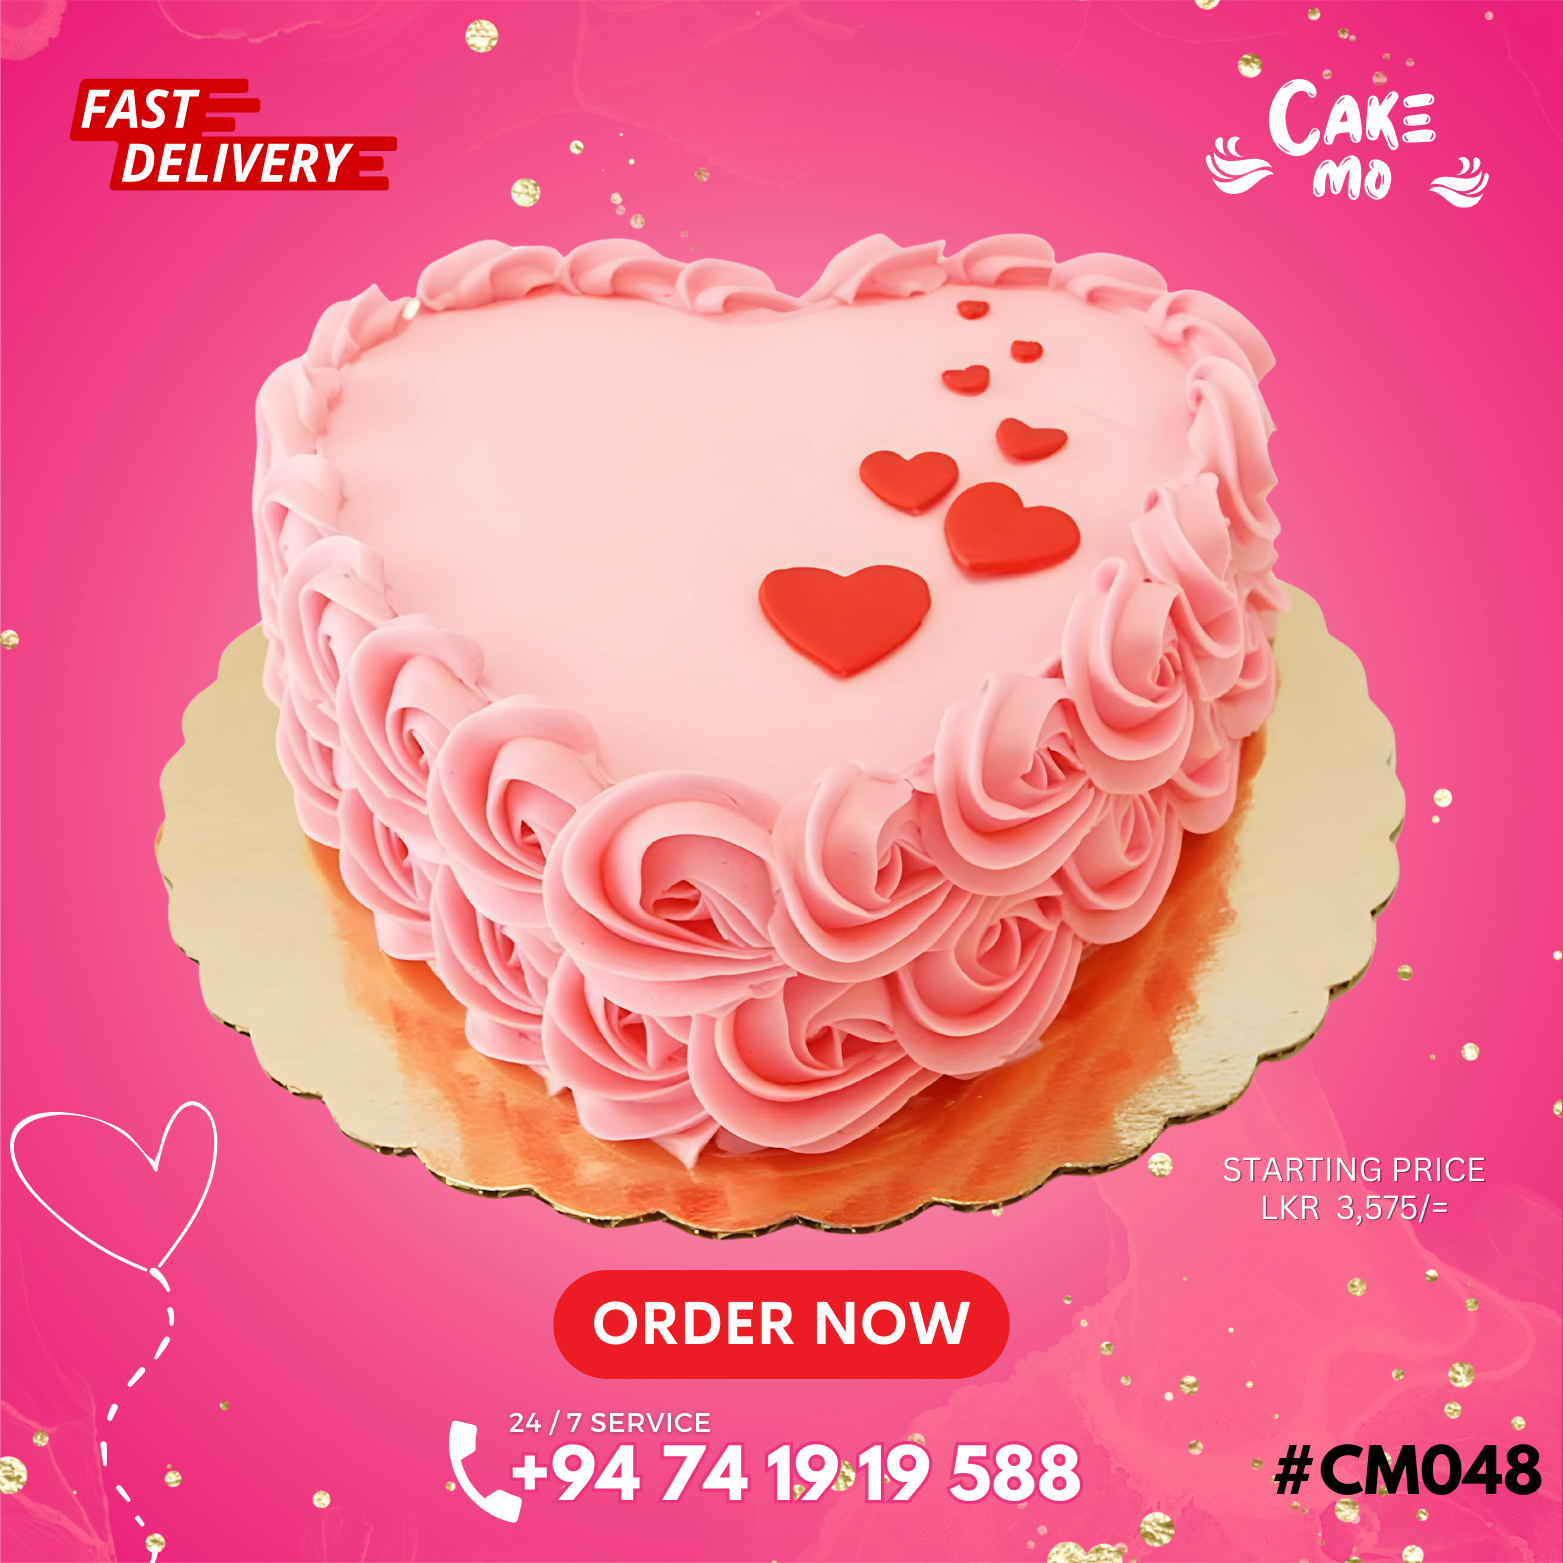 FAST
DELIVERY
CAKE
MO
STARTING PRICE
LKR 3,575/=
ORDER NOW
24 / 7 SERVICE
+94 74 19 19 588
#CM048